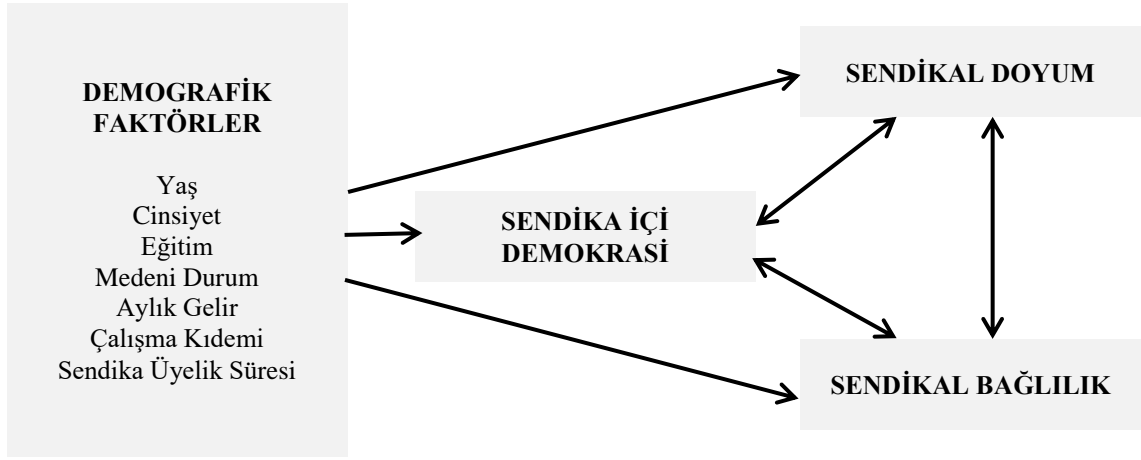 DEMOGRAFİK
FAKTÖRLER
Yaş
Cinsiyet
Eğitim
Medeni Durum
Aylık Gelir
Çalışma Kıdemi
Sendika Üyelik Süresi
SENDİKA İÇİ
DEMOKRASİ
SENDİKAL DOYUM
SENDİKAL BAĞLILIK